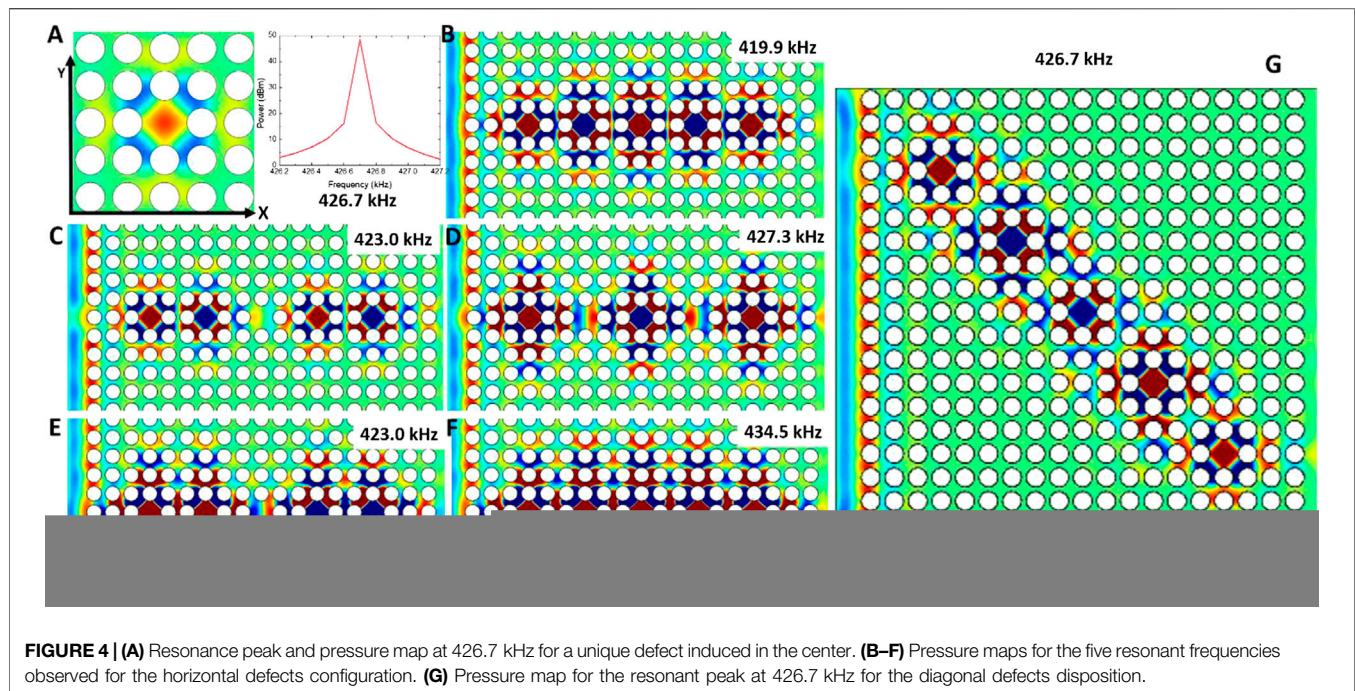 A
Y
X
50
40
30
20
10
0
Power (dBm)
426.2 426.4 426.6 426.8 427.0 427.2
Frequency (kHz)
426.7 kHz
B
419.9 kHz
C
423.0 kHz
D
427.3 kHz
E
423.0 kHz
F
434.5 kHz
426.7 kHz
G
FIGURE 4 | (A) Resonance peak and pressure map at 426.7 kHz for a unique defect induced in the center. (B–F) Pressure maps for the five resonant frequencies
observed for the horizontal defects configuration. (G) Pressure map for the resonant peak at 426.7 kHz for the diagonal defects disposition.